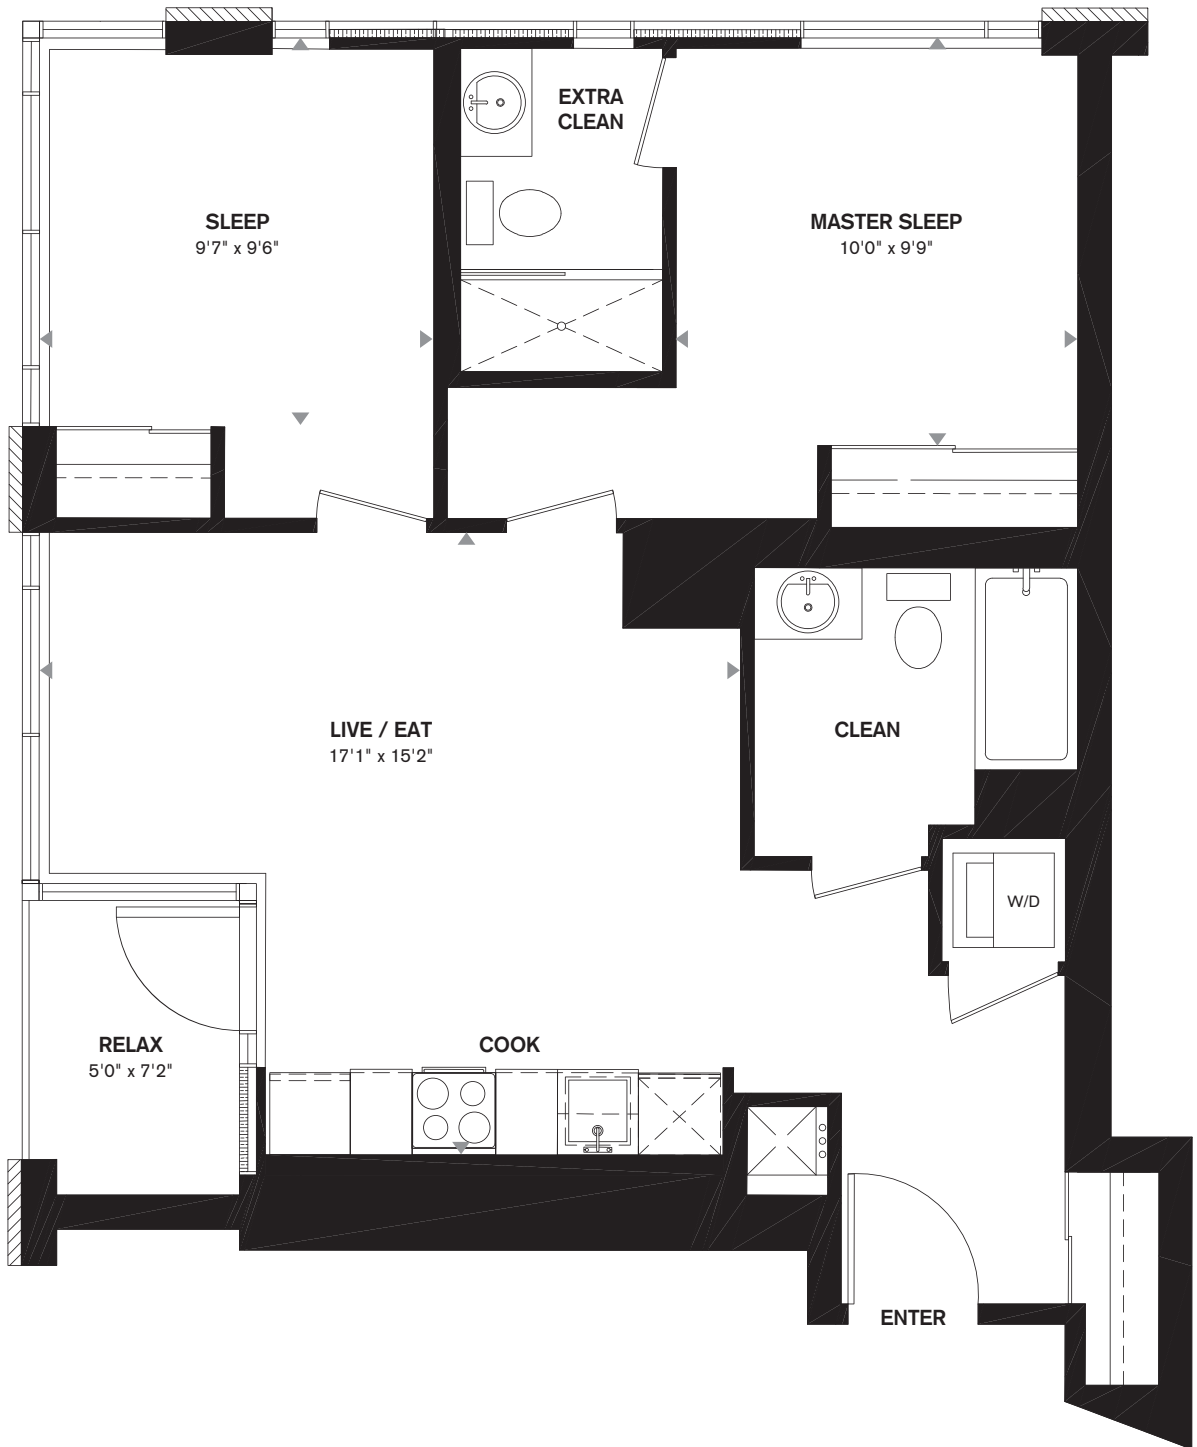 EXTRA
CLEAN
SLEEP
9'7" x 9'6"
MASTER SLEEP
10'0" x 9'9"
LIVE / EAT
17'1" x 15'2"
CLEAN
W/D
RELAX
5'0" x 7'2"
COOK
ENTER